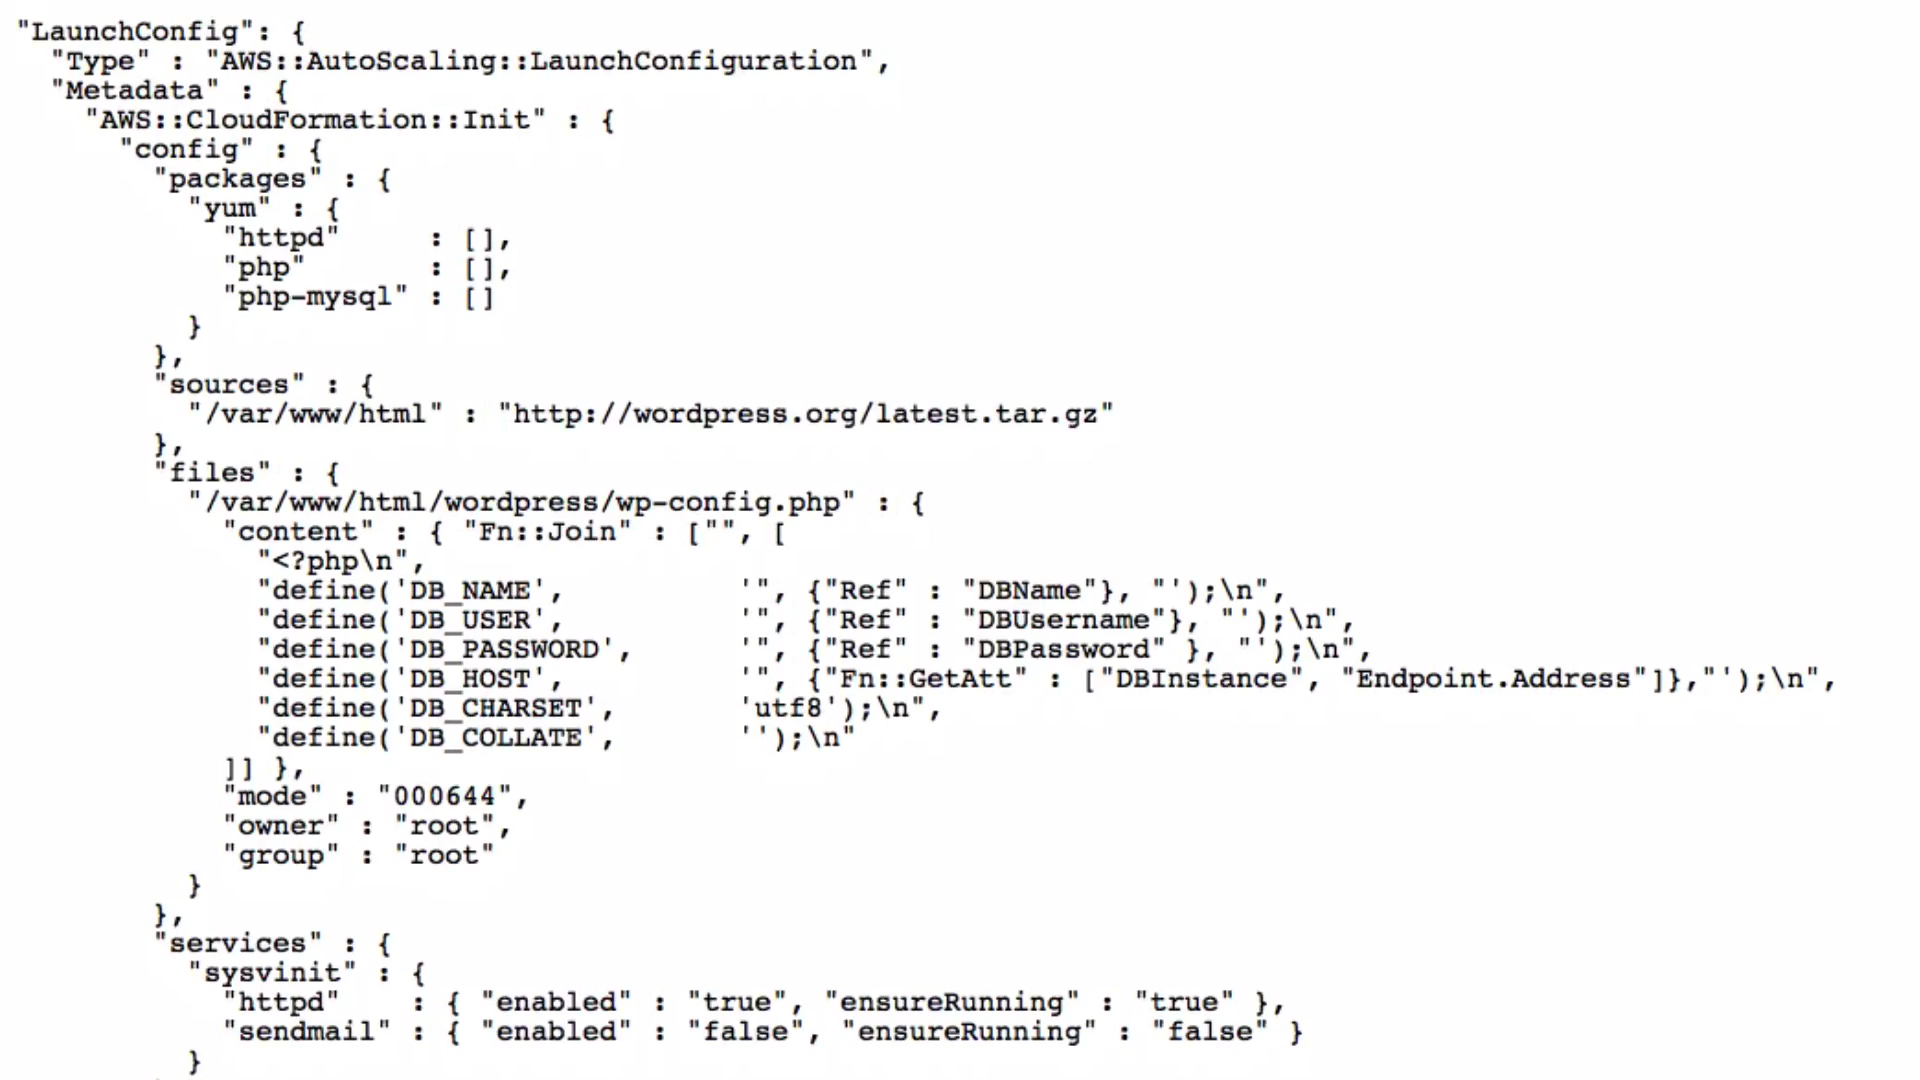 "LaunchConfig": {
  "Type" : "AWS::AutoScaling::LaunchConfiguration",
  "Metadata" : {
    "AWS::CloudFormation::Init" : {
      "config" : {
        "packages" : {
          "yum" : {
            "httpd"      : [],
            "php"        : [],
            "php-mysql" : []
          }
        },
        "sources" : {
          "/var/www/html" : "http://wordpress.org/latest.tar.gz"
        },
        "files" : {
          "/var/www/html/wordpress/wp-config.php" : {
            "content" : { "Fn::Join" : ["", [
              "<?php\n",
              "define('DB_NAME',          '", {"Ref" : "DBName"}, "');\n",
              "define('DB_USER',          '", {"Ref" : "DBUsername"}, "');\n",
              "define('DB_PASSWORD',      '", {"Ref" : "DBPassword" }, "');\n",
              "define('DB_HOST',          '", {"Fn::GetAtt" : ["DBInstance", "Endpoint.Address"]},"');\n",
              "define('DB_CHARSET',       'utf8');\n",
              "define('DB_COLLATE',       '');\n"
            ]] },
            "mode" : "000644",
            "owner" : "root",
            "group" : "root"
          }
        },
        "services" : {
          "sysvinit" : {
            "httpd"    : { "enabled" : "true", "ensureRunning" : "true" },
            "sendmail" : { "enabled" : "false", "ensureRunning" : "false" }
          }